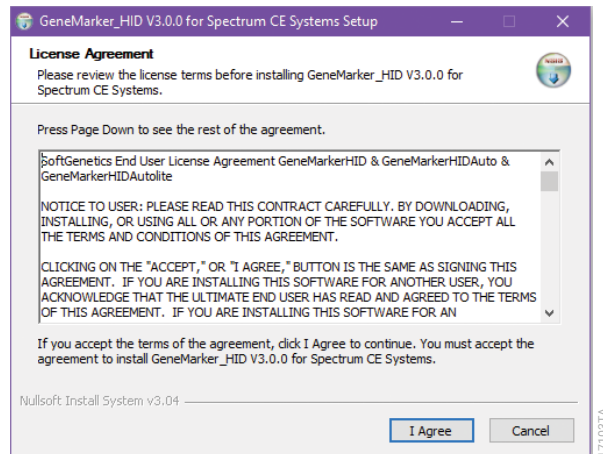 GeneMarker_HID V3.0.0 for Spectrum CE Systems Setup
License Agreement
Please review the license terms before installing GeneMarker_HID V3.0.0 for
Spectrum CE Systems.
Press Page Down to see the rest of the agreement.
SoftGenetics End User License Agreement GeneMarkerHID & GeneMarkerHIDAuto &
GeneMarkerHIDAutolite
NOTICE TO USER: PLEASE READ THIS CONTRACT CAREFULLY. BY DOWNLOADING,
INSTALLING, OR USING ALL OR ANY PORTION OF THE SOFTWARE YOU ACCEPT ALL
THE TERMS AND CONDITIONS OF THIS AGREEMENT.
CLICKING ON THE "ACCEPT," OR "I AGREE," BUTTON IS THE SAME AS SIGNING THIS
AGREEMENT. IF YOU ARE INSTALLING THIS SOFTWARE FOR ANOTHER USER, YOU
ACKNOWLEDGE THAT THE ULTIMATE END USER HAS READ AND AGREED TO THE TERMS
OF THIS AGREEMENT. IF YOU ARE INSTALLING THIS SOFTWARE FOR AN
If you accept the terms of the agreement, click I Agree to continue. You must accept the
agreement to install GeneMarker_HID V3.0.0 for Spectrum CE Systems.
Nullsoft Install System v3.04
I Agree
Cancel